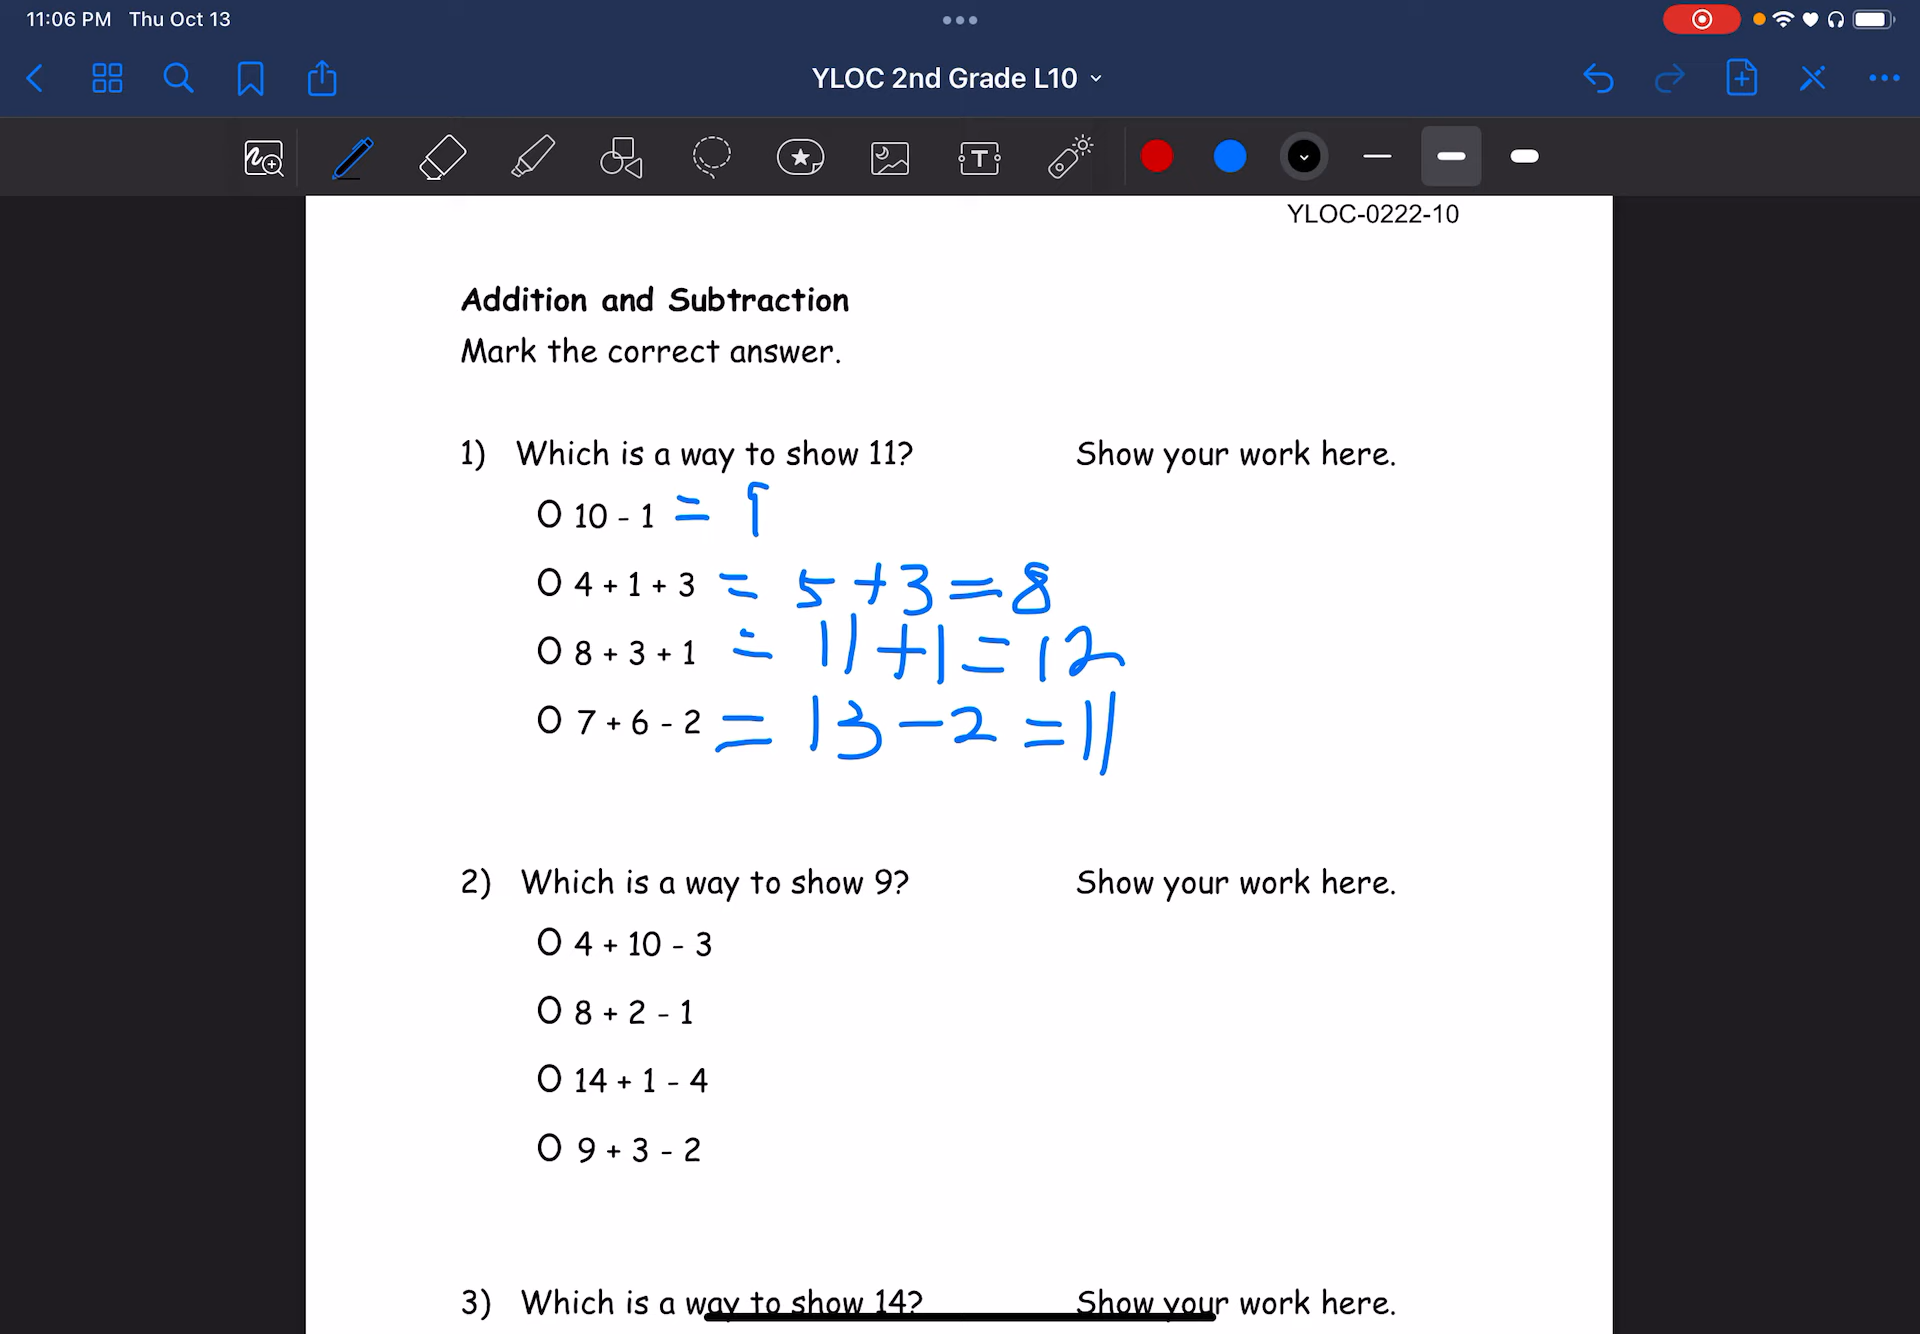 11:06 PM Thu Oct 13
YLOC 2nd Grade L10
T
YLOC-0222-10
Addition and Subtraction
Mark the correct answer.
1) Which is a way to show 11? Show your work here.
O 10 - 1 = 9
O 4 + 1 + 3 = 5 + 3 = 8
O 8 + 3 + 1 = 11 + 1 = 12
O 7 + 6 - 2 = 13 - 2 = 11
2) Which is a way to show 9? Show your work here.
O 4 + 10 - 3
O 8 + 2 - 1
O 14 + 1 - 4
O 9 + 3 - 2
3) Which is a way to show 14? Show your work here.